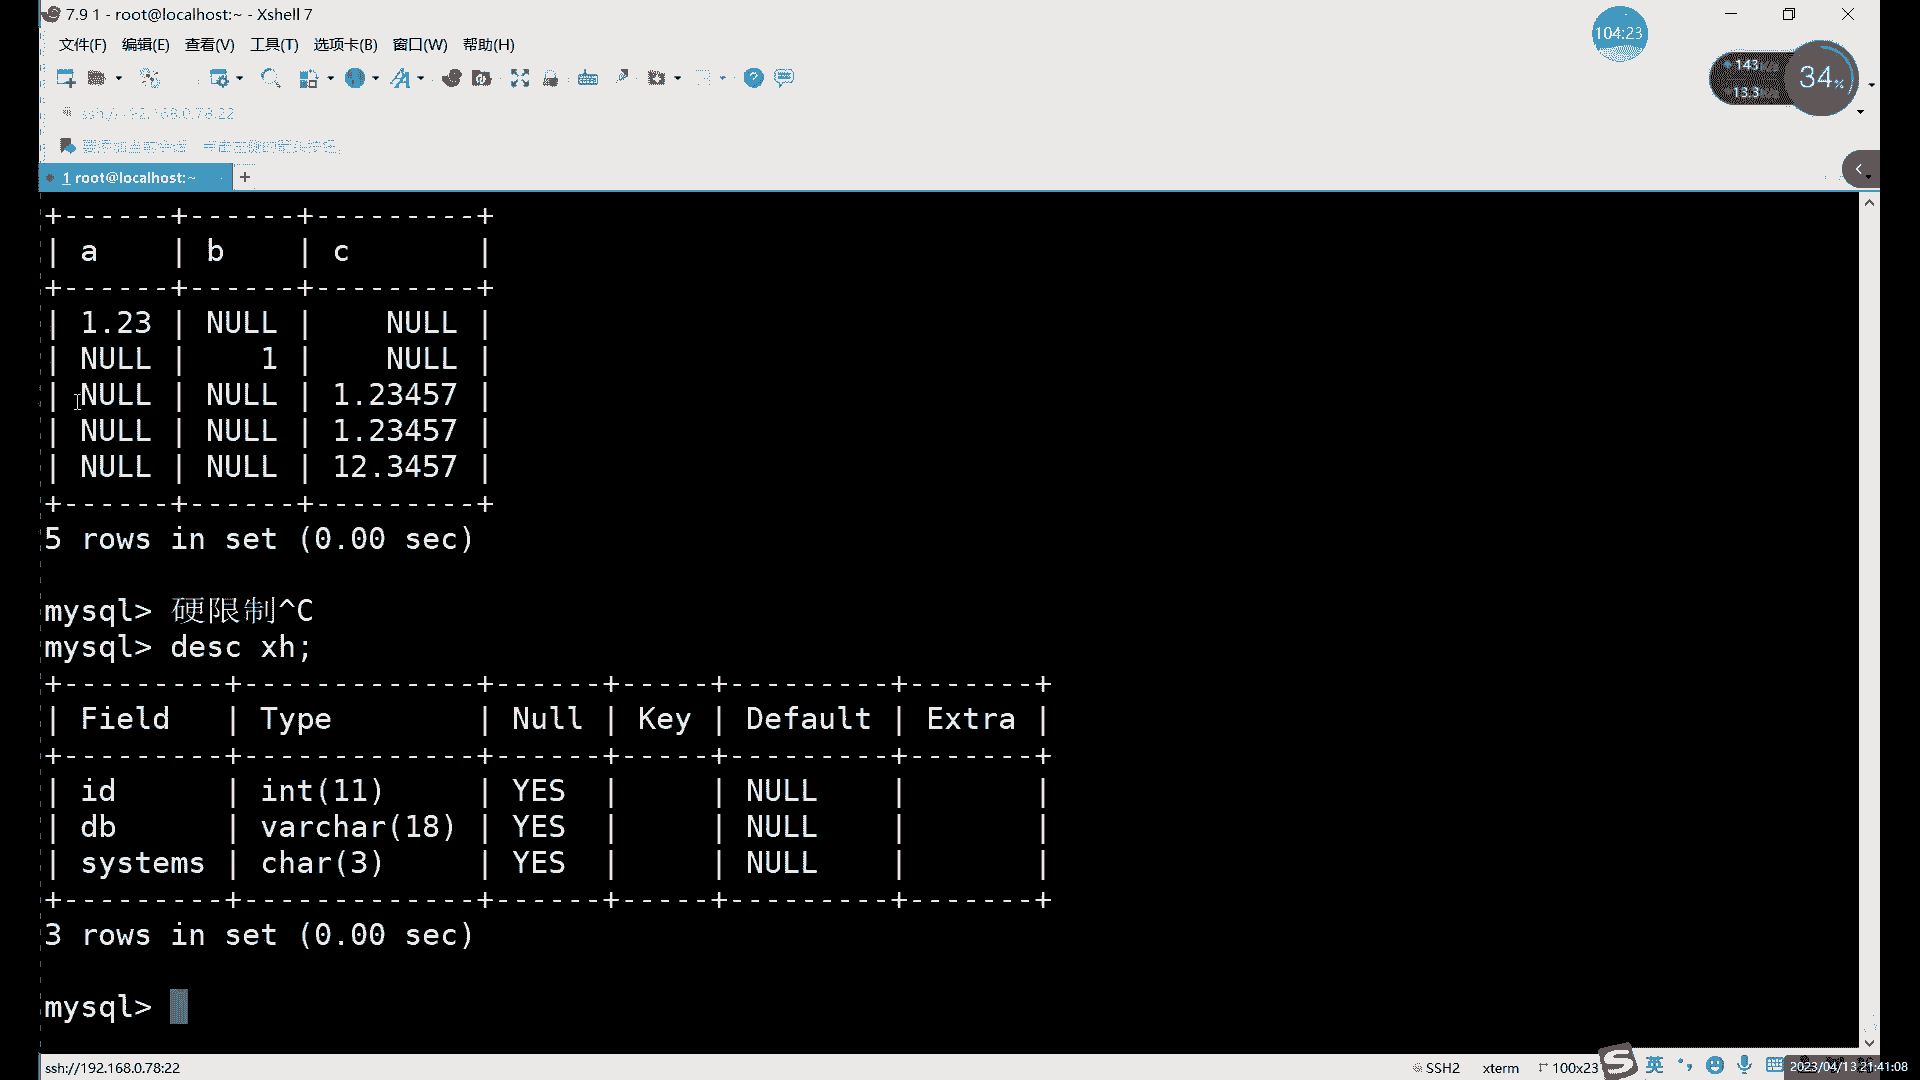 7.9 1 - root@localhost:~ - Xshell 7
104:23
文件(F) 编辑(E) 查看(V) 工具(T) 选项卡(B) 窗口(W) 帮助(H)
143
34%
13.3
ssh://192.168.0.78:22
1 root@localhost:~ +
+------+------+---------+
| a    | b    | c       |
+------+------+---------+
| 1.23 | NULL |    NULL |
| NULL |    1 |    NULL |
| NULL | NULL | 1.23457 |
| NULL | NULL | 1.23457 |
| NULL | NULL | 12.3457 |
+------+------+---------+
5 rows in set (0.00 sec)
mysql> 硬限制^C
mysql> desc xh;
+---------+-------------+------+-----+---------+-------+
| Field   | Type        | Null | Key | Default | Extra |
+---------+-------------+------+-----+---------+-------+
| id      | int(11)     | YES  |     | NULL    |       |
| db      | varchar(18) | YES  |     | NULL    |       |
| systems | char(3)     | YES  |     | NULL    |       |
+---------+-------------+------+-----+---------+-------+
3 rows in set (0.00 sec)
mysql>
ssh://192.168.0.78:22 SSH2 xterm 100x23 英 2023/04/13 21:41:08